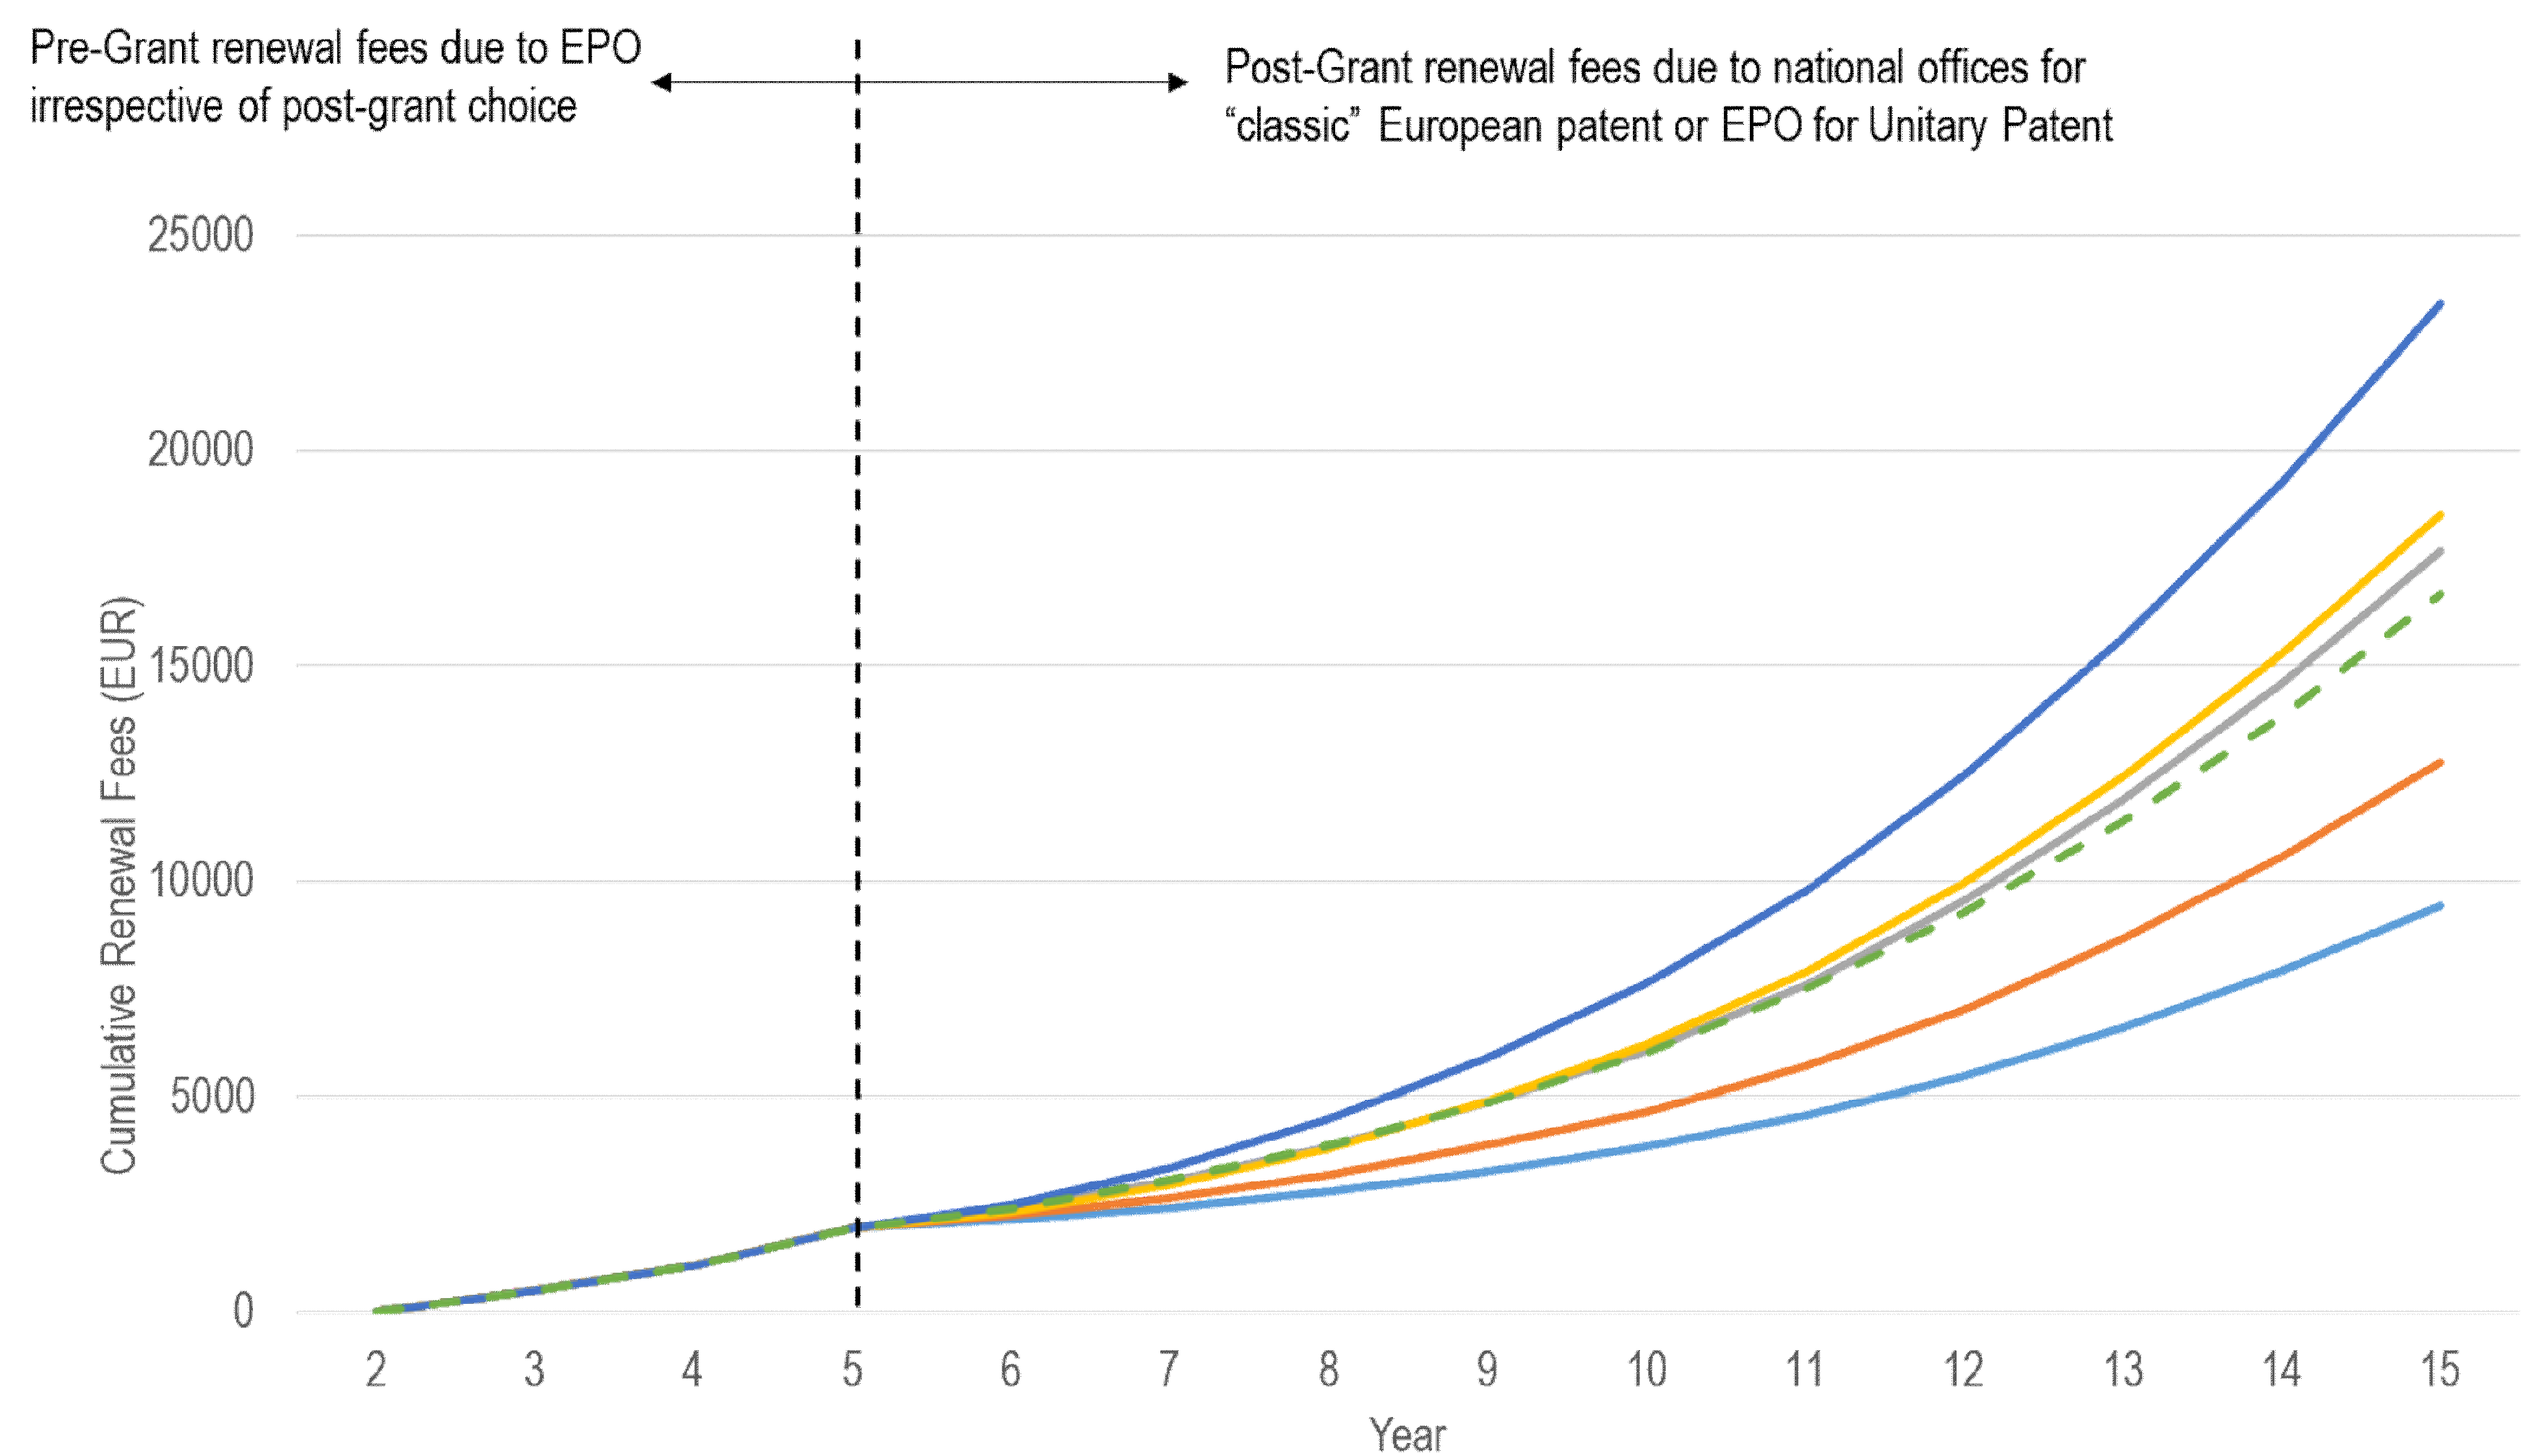 Pre-Grant renewal fees due to EPO
irrespective of post-grant choice
Post-Grant renewal fees due to national offices for
“classic” European patent or EPO for Unitary Patent
25000
20000
15000
10000
5000
0
Cumulative Renewal Fees (EUR)
2 3 4 5 6 7 8 9 10 11 12 13 14 15
Year